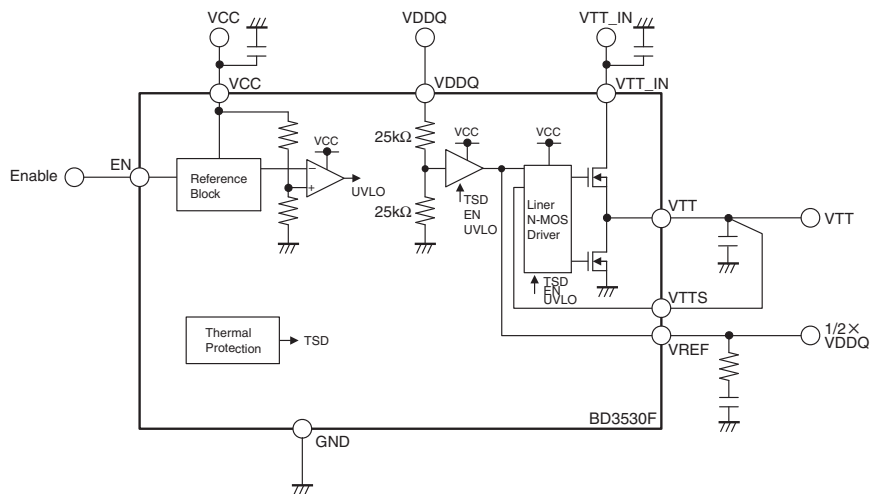 VCC
VDDQ
VTT_IN
VCC
VDDQ
VTT_IN
EN
Enable
Reference
Block
VCC
−
+
UVLO
25kΩ
25kΩ
VCC
TSD
EN
UVLO
VCC
Liner
N-MOS
Driver
TSD
EN
UVLO
VTT
VTT
VTTS
VREF
1/2×
VDDQ
Thermal
Protection
TSD
GND
BD3530F